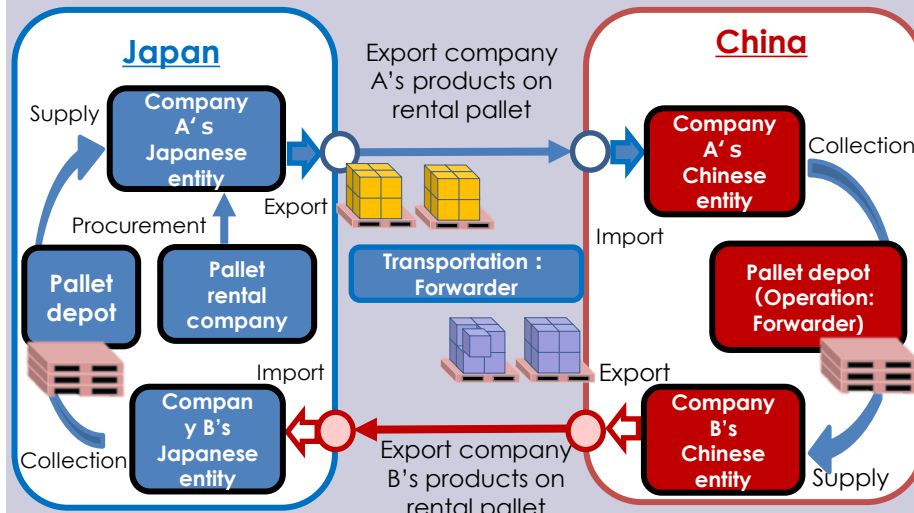 Japan
Export company
A's products on
rental pallet
China
Supply
Company
A‘ s
Japanese
entity
Company
A‘ s
Chinese
entity
Collection
Procurement
Export
Import
Pallet
depot
Pallet
rental
company
Transportation：
Forwarder
Pallet depot
（Operation:
Forwarder)
Import
Export
Compan
y B's
Japanese
entity
Company
B's
Chinese
entity
Collection
Export company
B's products on
rental pallet
Supply